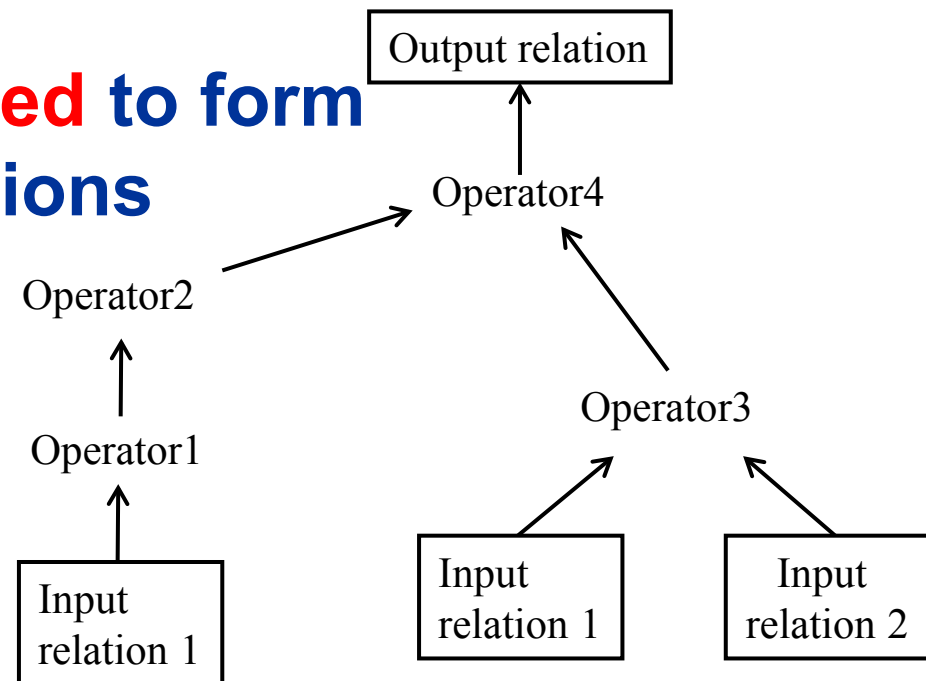 Output relation
ed to form
ions
Operator4
Operator2
Operator3
Operator1
Input
relation 1
Input
relation 1
Input
relation 2